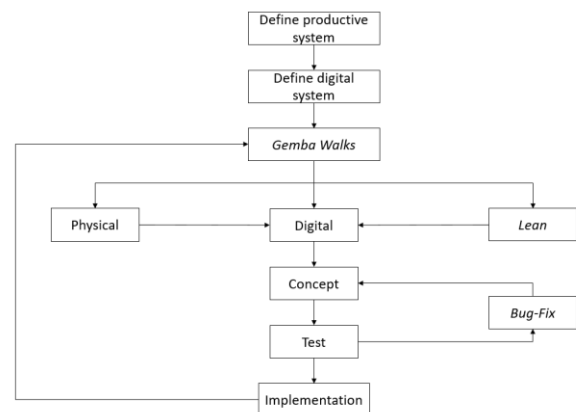 Define productive
system
Define digital
system
Gemba Walks
Physical
Digital
Lean
Concept
Bug-Fix
Test
Implementation